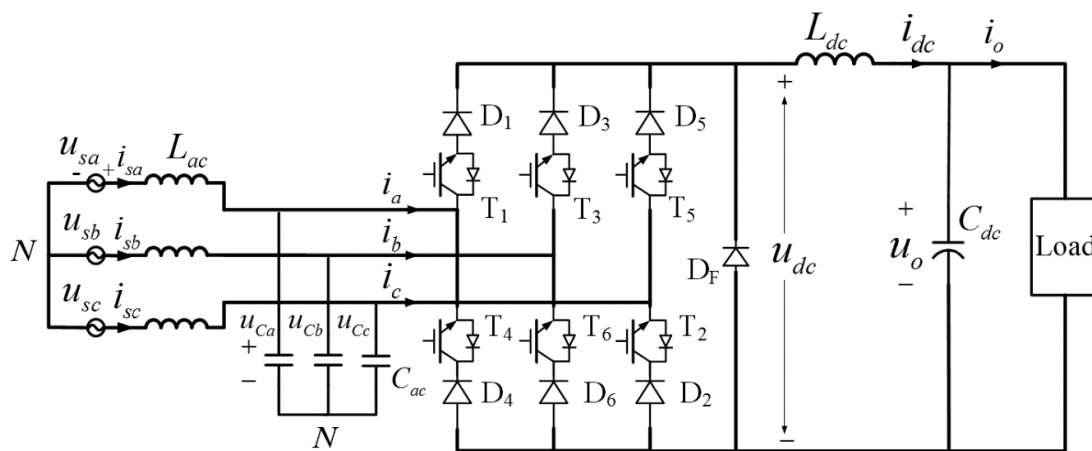 L_dc
i_dc
i_o
D₁
D₃
D₅
u_sa
- +
i_sa
L_ac
i_a
T₁
T₃
T₅
+
N
u_sb
i_sb
i_b
u_sc
i_sc
i_c
D_F
u_dc
+
u_o
−
C_dc
Load
u_Ca
u_Cb
u_Cc
+
−
C_ac
T₄
T₆
T₂
D₄
D₆
D₂
N
−